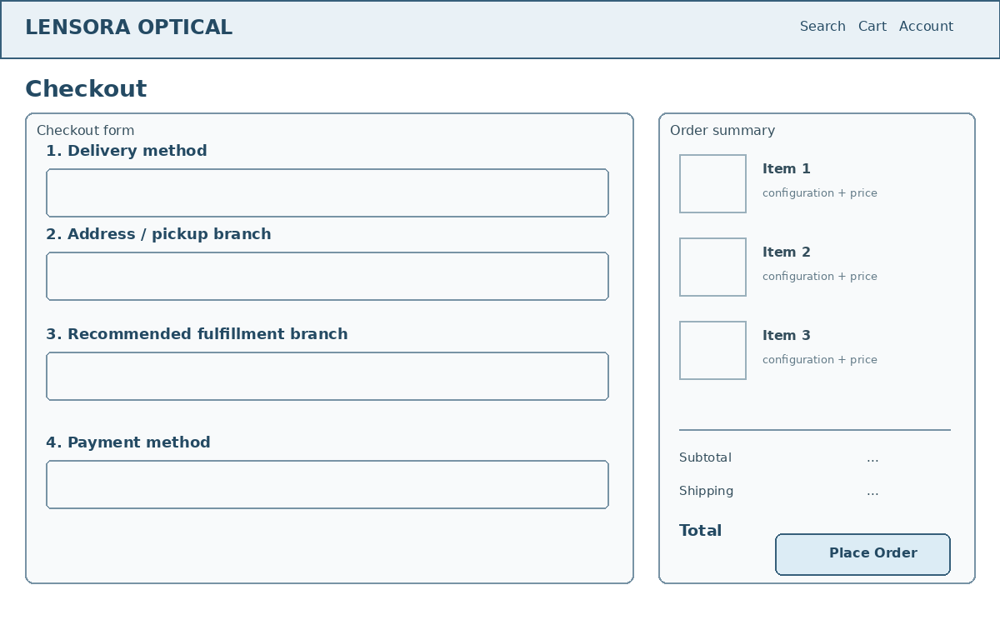 LENSORA OPTICAL
Search Cart Account
Checkout
Checkout form
1. Delivery method
2. Address / pickup branch
3. Recommended fulfillment branch
4. Payment method
Order summary
Item 1
configuration + price
Item 2
configuration + price
Item 3
configuration + price
Subtotal ...
Shipping ...
Total
Place Order